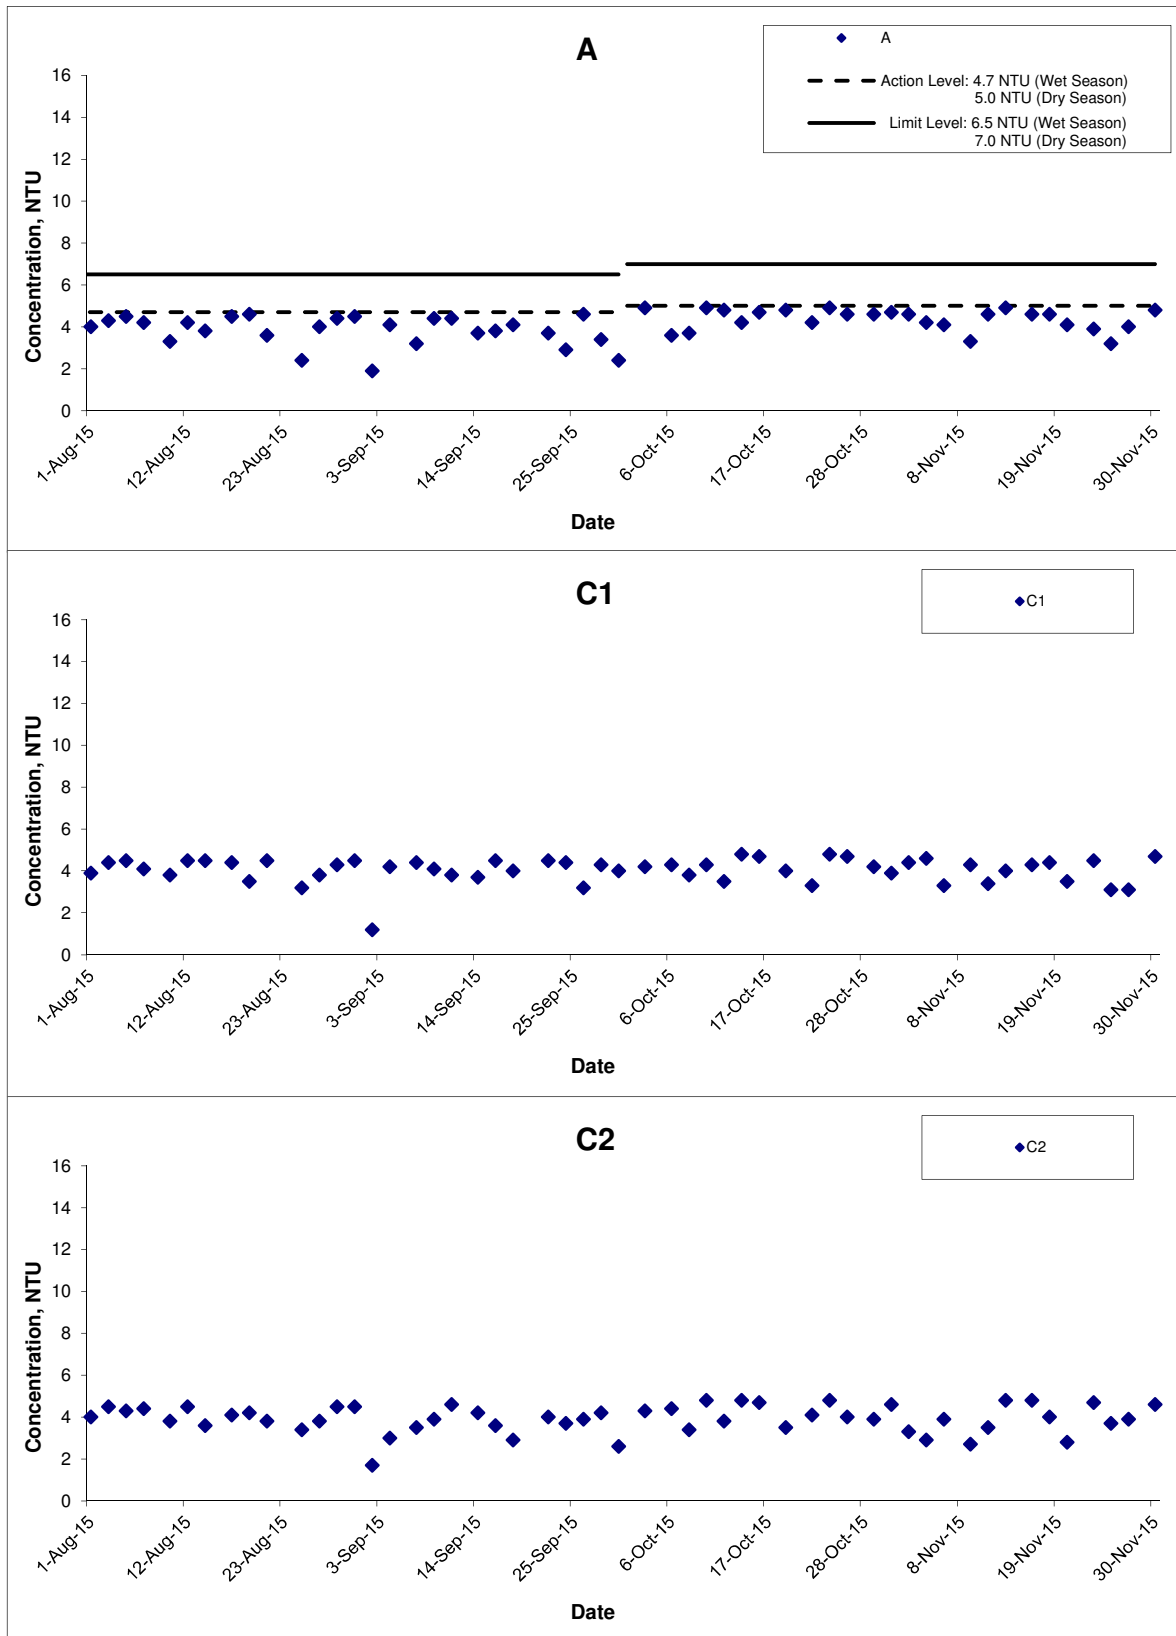 A
A
Action Level: 4.7 NTU (Wet Season)
5.0 NTU (Dry Season)
Limit Level: 6.5 NTU (Wet Season)
7.0 NTU (Dry Season)
Concentration, NTU
16
14
12
10
8
6
4
2
0
1-Aug-15
12-Aug-15
23-Aug-15
3-Sep-15
14-Sep-15
25-Sep-15
6-Oct-15
17-Oct-15
28-Oct-15
8-Nov-15
19-Nov-15
30-Nov-15
Date
C1
C1
Concentration, NTU
16
14
12
10
8
6
4
2
0
1-Aug-15
12-Aug-15
23-Aug-15
3-Sep-15
14-Sep-15
25-Sep-15
6-Oct-15
17-Oct-15
28-Oct-15
8-Nov-15
19-Nov-15
30-Nov-15
Date
C2
C2
Concentration, NTU
16
14
12
10
8
6
4
2
0
1-Aug-15
12-Aug-15
23-Aug-15
3-Sep-15
14-Sep-15
25-Sep-15
6-Oct-15
17-Oct-15
28-Oct-15
8-Nov-15
19-Nov-15
30-Nov-15
Date